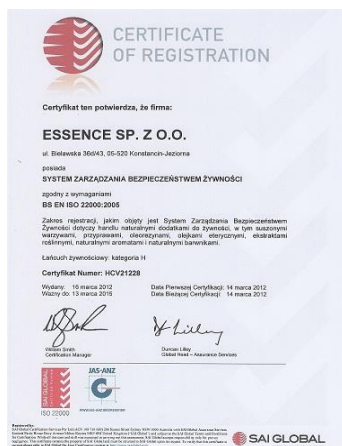 CERTIFICATE
OF REGISTRATION
Certyfikat ten potwierdza, że firma:
ESSENCE SP. Z O.O.
ul. Bielawska 36d/43, 05-520 Konstancin-Jeziorna
posiada
SYSTEM ZARZĄDZANIA BEZPIECZEŃSTWEM ŻYWNOŚCI
zgodny z wymaganiami
BS EN ISO 22000:2005
Zakres rejestracji, jakim objęty jest System Zarządzania Bezpieczeństwem
Żywności dotyczy handlu naturalnymi dodatkami do żywności, w tym suszonymi
warzywami, przyprawami, oleorezynami, olejkami eterycznymi, ekstraktami
roślinnymi, naturalnymi aromatami i naturalnymi barwnikami.
Łańcuch żywnościowy: kategoria H
Certyfikat Numer: HCV21228
Wydany: 16 marca 2012 Data Pierwszej Certyfikacji: 14 marca 2012
Ważny do: 13 marca 2015 Data Bieżącej Certyfikacji: 14 marca 2012
William Smith Duncan Lilley
Certification Manager Global Head – Assurance Services
SAI GLOBAL
ISO 22000
JAS-ANZ
SAI GLOBAL